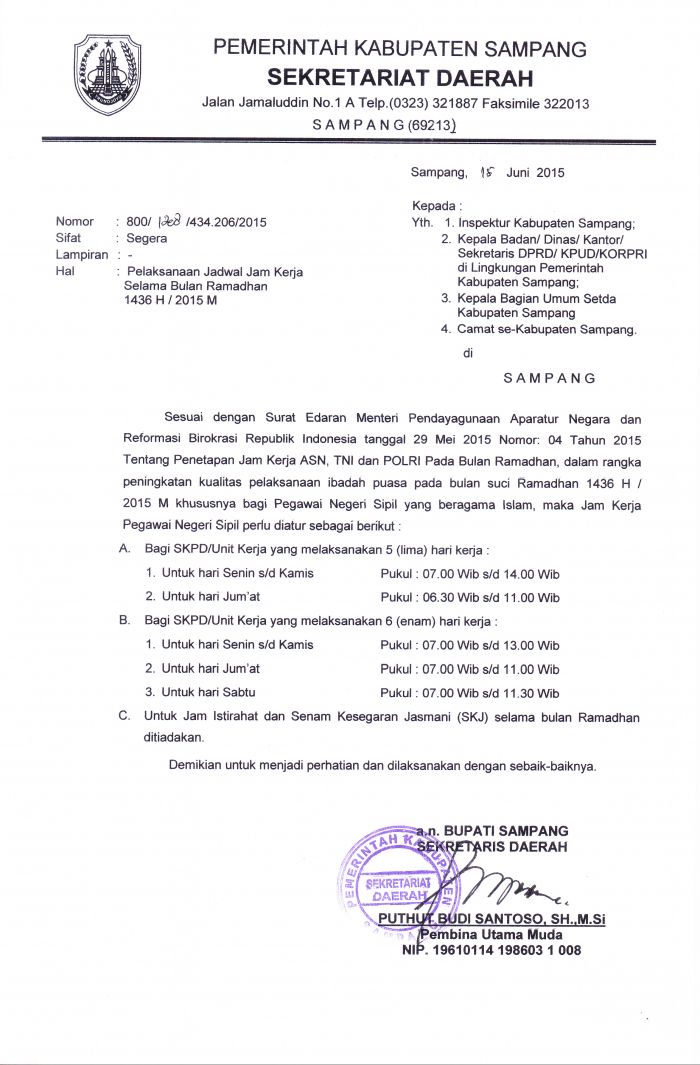 PEMERINTAH KABUPATEN SAMPANG
SEKRETARIAT DAERAH
Jalan Jamaluddin No.1 A Telp.(0323) 321887 Faksimile 322013
S A M P A N G (69213)
Sampang, 15 Juni 2015
Kepada :
Nomor : 800/ /434.206/2015
Sifat : Segera
Lampiran : -
Hal : Pelaksanaan Jadwal Jam Kerja
Selama Bulan Ramadhan
1436 H / 2015 M
Yth. 1. Inspektur Kabupaten Sampang;
2. Kepala Badan/ Dinas/ Kantor/
Sekretaris DPRD/ KPUD/KORPRI
di Lingkungan Pemerintah
Kabupaten Sampang;
3. Kepala Bagian Umum Setda
Kabupaten Sampang
4. Camat se-Kabupaten Sampang.
di
S A M P A N G
Sesuai dengan Surat Edaran Menteri Pendayagunaan Aparatur Negara dan
Reformasi Birokrasi Republik Indonesia tanggal 29 Mei 2015 Nomor: 04 Tahun 2015
Tentang Penetapan Jam Kerja ASN, TNI dan POLRI Pada Bulan Ramadhan, dalam rangka
peningkatan kualitas pelaksanaan ibadah puasa pada bulan suci Ramadhan 1436 H /
2015 M khususnya bagi Pegawai Negeri Sipil yang beragama Islam, maka Jam Kerja
Pegawai Negeri Sipil perlu diatur sebagai berikut :
A. Bagi SKPD/Unit Kerja yang melaksanakan 5 (lima) hari kerja :
1. Untuk hari Senin s/d Kamis Pukul : 07.00 Wib s/d 14.00 Wib
2. Untuk hari Jum'at Pukul : 06.30 Wib s/d 11.00 Wib
B. Bagi SKPD/Unit Kerja yang melaksanakan 6 (enam) hari kerja :
1. Untuk hari Senin s/d Kamis Pukul : 07.00 Wib s/d 13.00 Wib
2. Untuk hari Jum'at Pukul : 07.00 Wib s/d 11.00 Wib
3. Untuk hari Sabtu Pukul : 07.00 Wib s/d 11.30 Wib
C. Untuk Jam Istirahat dan Senam Kesegaran Jasmani (SKJ) selama bulan Ramadhan
ditiadakan.
Demikian untuk menjadi perhatian dan dilaksanakan dengan sebaik-baiknya.
a.n. BUPATI SAMPANG
SEKRETARIS DAERAH
PEMERINTAH KABUPATEN
SEKRETARIAT
DAERAH
SAMPANG
PUTHUT BUDI SANTOSO, SH.,M.Si
Pembina Utama Muda
NIP. 19610114 198603 1 008